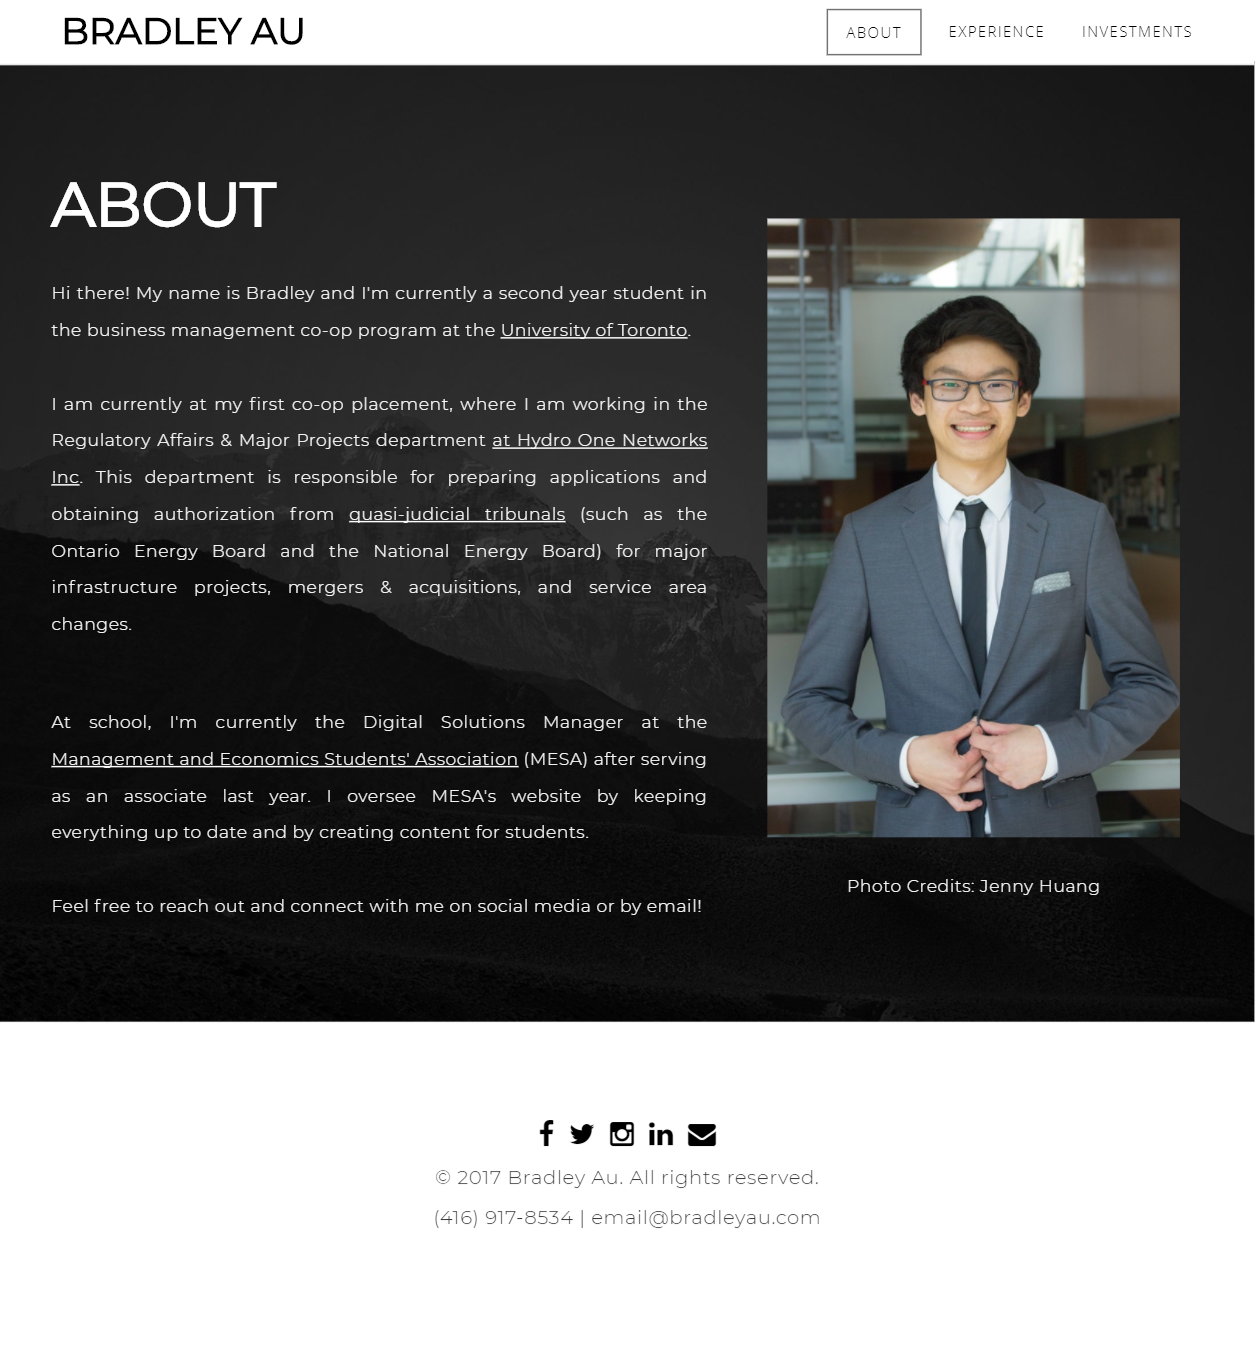 BRADLEY AU
ABOUT
EXPERIENCE
INVESTMENTS
ABOUT
Hi there! My name is Bradley and I'm currently a second year student in
the business management co-op program at the University of Toronto.
I am currently at my first co-op placement, where I am working in the
Regulatory Affairs & Major Projects department at Hydro One Networks
Inc. This department is responsible for preparing applications and
obtaining authorization from quasi-judicial tribunals (such as the
Ontario Energy Board and the National Energy Board) for major
infrastructure projects, mergers & acquisitions, and service area
changes.
At school, I'm currently the Digital Solutions Manager at the
Management and Economics Students' Association (MESA) after serving
as an associate last year. I oversee MESA's website by keeping
everything up to date and by creating content for students.
Feel free to reach out and connect with me on social media or by email!
Photo Credits: Jenny Huang
© 2017 Bradley Au. All rights reserved.
(416) 917-8534 | email@bradleyau.com